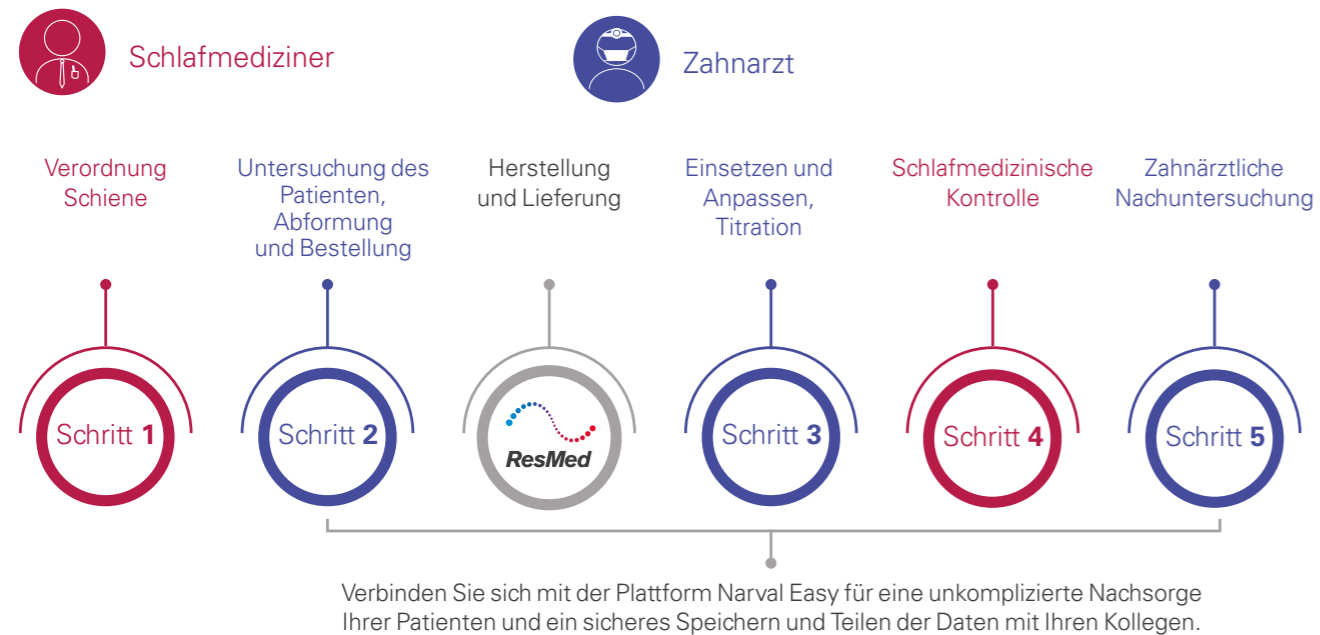 Schlafmediziner
Zahnarzt
Verordnung
Schiene
Untersuchung des
Patienten,
Abformung
und Bestellung
Herstellung
und Lieferung
Einsetzen und
Anpassen,
Titration
Schlafmedizinische
Kontrolle
Zahnärztliche
Nachuntersuchung
Schritt 1
Schritt 2
ResMed
Schritt 3
Schritt 4
Schritt 5
Verbinden Sie sich mit der Plattform Narval Easy für eine unkomplizierte Nachsorge
Ihrer Patienten und ein sicheres Speichern und Teilen der Daten mit Ihren Kollegen.